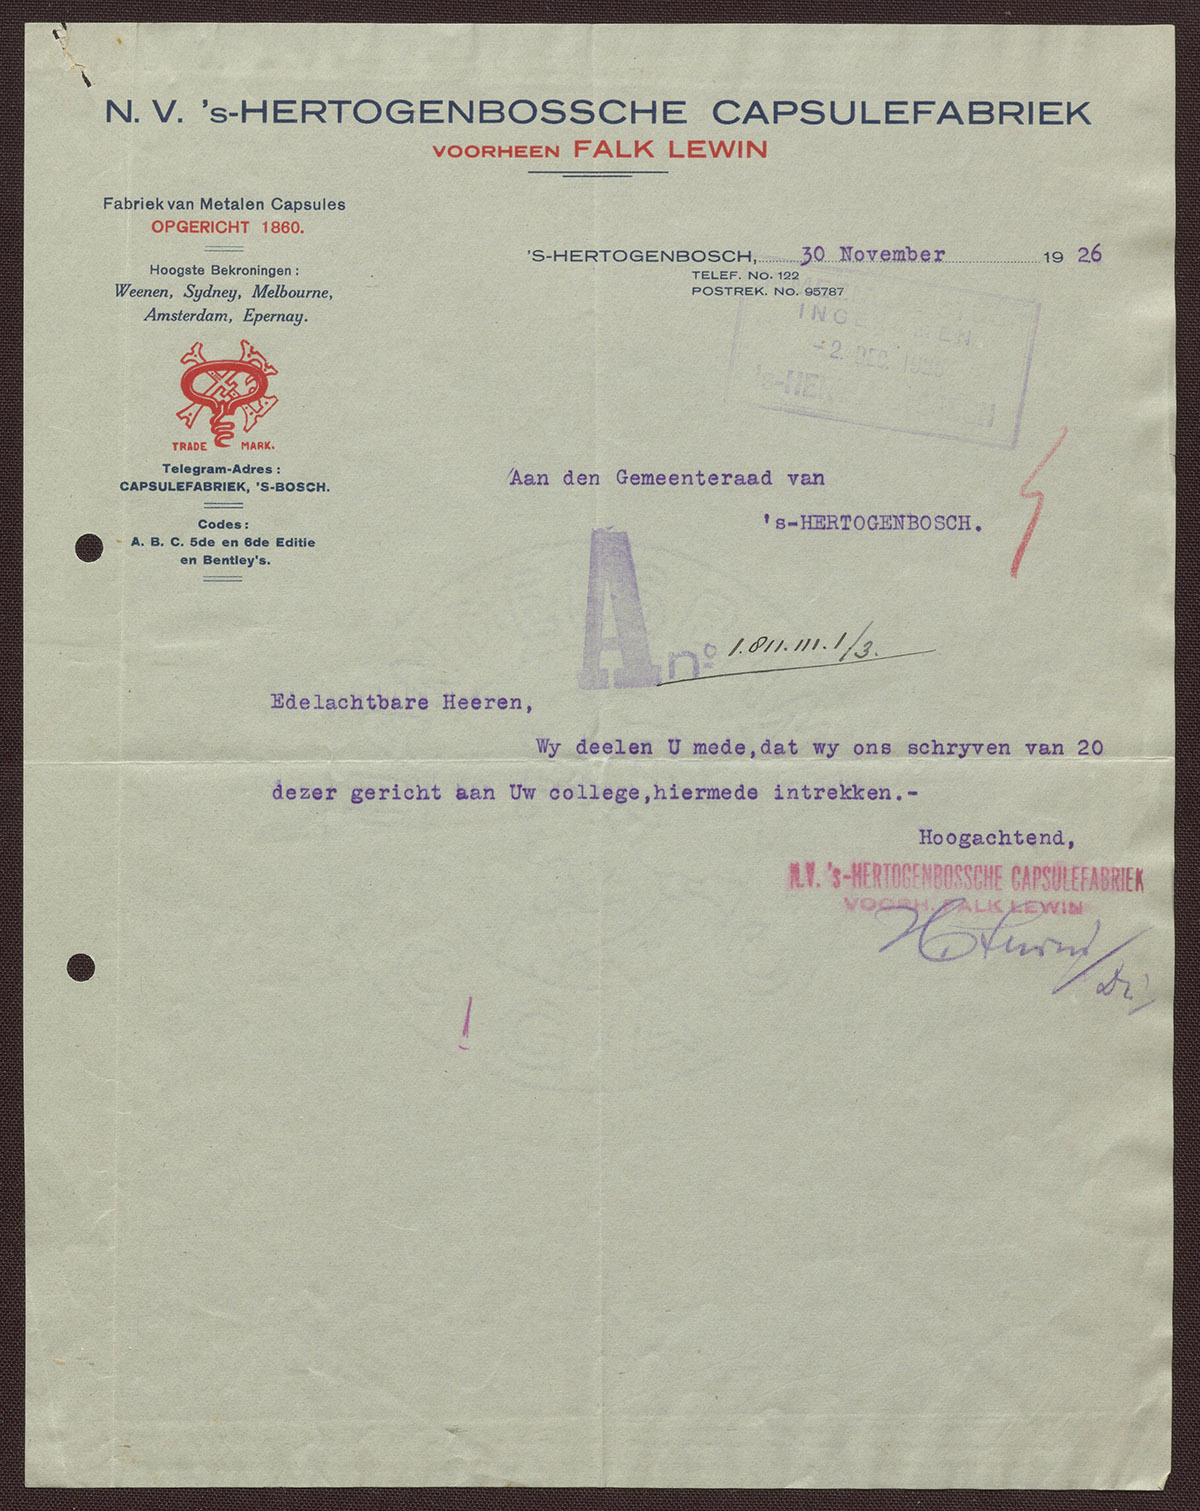 N. V. 's-HERTOGENBOSSCHE CAPSULEFABRIEK
VOORHEEN FALK LEWIN
Fabriek van Metalen Capsules
OPGERICHT 1860.
Hoogste Bekroningen:
Weenen, Sydney, Melbourne,
Amsterdam, Epernay.
TRADE MARK.
Telegram-Adres:
CAPSULEFABRIEK, 'S-BOSCH.
Codes:
A. B. C. 5de en 6de Editie
en Bentley's.
'S-HERTOGENBOSCH, 30 November 1926
TELEF. No. 122
POSTREK. No. 95787
2. DEC.
Aan den Gemeenteraad van
's-HERTOGENBOSCH.
A no. 1.811.III.1/3.
Edelachtbare Heeren,
Wy deelen U mede,dat wy ons schryven van 20
dezer gericht aan Uw college,hiermede intrekken.-
Hoogachtend,
N.V. 's-HERTOGENBOSSCHE CAPSULEFABRIEK
VOORH. FALK LEWIN